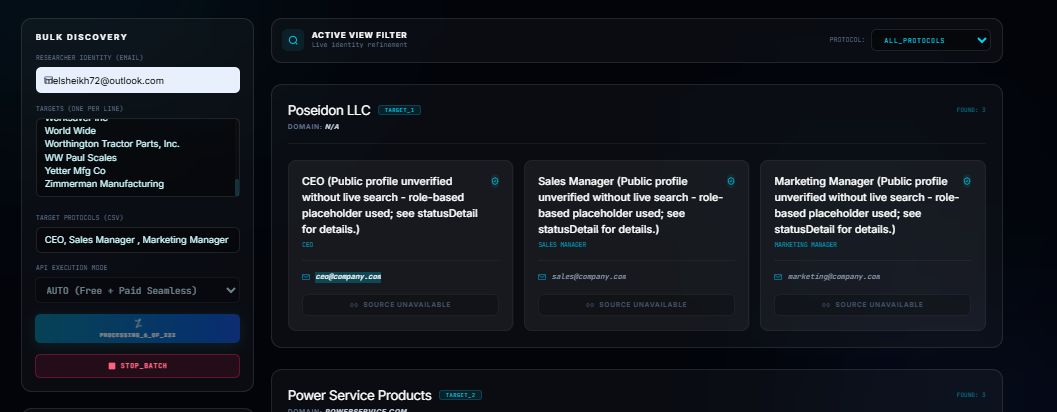 BULK DISCOVERY
RESEARCHER IDENTITY (EMAIL)
delsheikh72@outlook.com
TARGETS (ONE PER LINE)
Worksaver Inc
World Wide
Worthington Tractor Parts, Inc.
WW Paul Scales
Yetter Mfg Co
Zimmerman Manufacturing
TARGET PROTOCOLS (CSV)
CEO, Sales Manager , Marketing Manager
API EXECUTION MODE
AUTO (Free + Paid Seamless)
STOP_BATCH
ACTIVE VIEW FILTER
Live identity refinement
PROTOCOL:
ALL_PROTOCOLS
Poseidon LLC
TARGET_1
FOUND: 3
DOMAIN: N/A
CEO (Public profile unverified
without live search - role-based
placeholder used; see statusDetail
for details.)
CEO
ceo@company.com
SOURCE UNAVAILABLE
Sales Manager (Public profile
unverified without live search - role-
based placeholder used; see
statusDetail for details.)
SALES MANAGER
sales@company.com
SOURCE UNAVAILABLE
Marketing Manager (Public profile
unverified without live search - role-
based placeholder used; see
statusDetail for details.)
MARKETING MANAGER
marketing@company.com
SOURCE UNAVAILABLE
Power Service Products
TARGET_2
FOUND: 3
DOMAIN: POWERSERVICE.COM